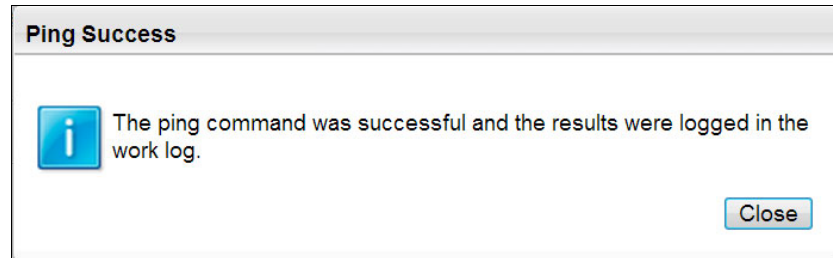 Ping Success
The ping command was successful and the results were logged in the
work log.
Close